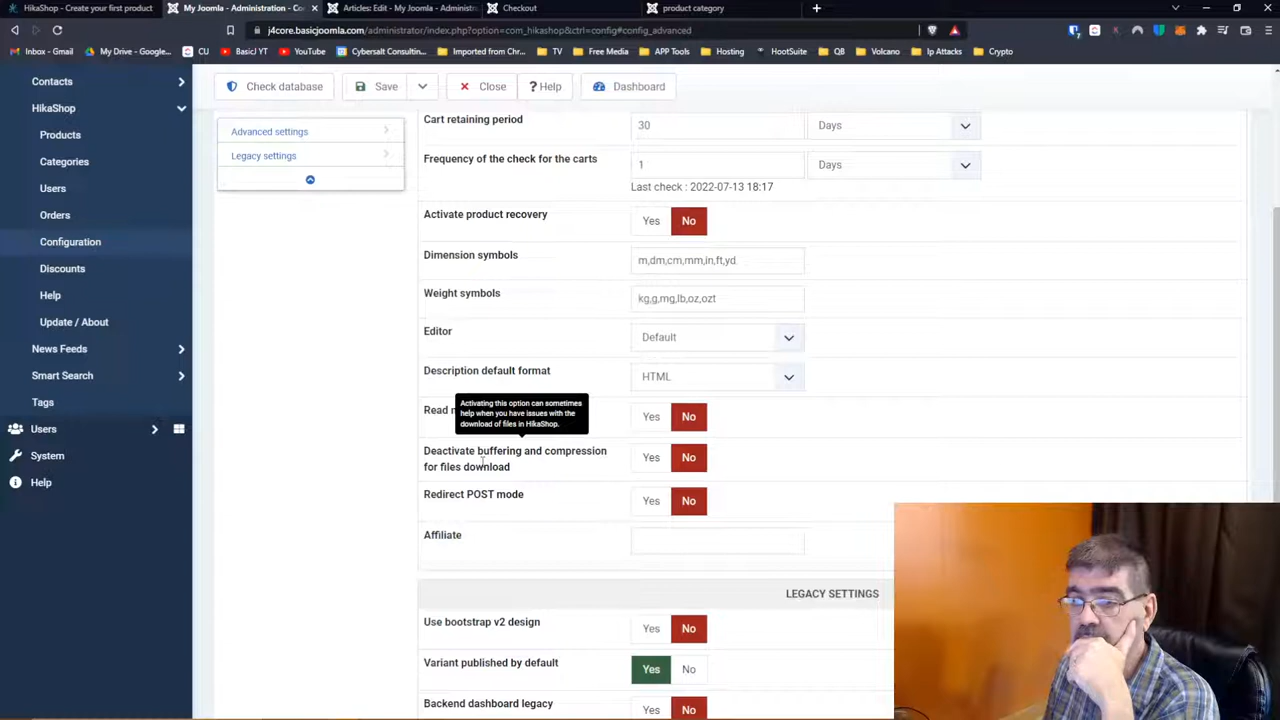 HikaShop - Create your first product
My Joomla - Administration - Co
Articles: Edit - My Joomla - Administr
Checkout
product category
j4core.basicjoomla.com/administrator/index.php?option=com_hikashop&ctrl=config#config_advanced
Inbox - Gmail
My Drive - Google...
CU
BasicJ YT
YouTube
Cybersalt Consulting...
Imported from Chr...
TV
Free Media
APP Tools
Hosting
HootSuite
QB
Volcano
Ip Attacks
Crypto
Contacts
HikaShop
Products
Categories
Users
Orders
Configuration
Discounts
Help
Update / About
News Feeds
Smart Search
Tags
Users
System
Help
Check database
Save
Close
? Help
Dashboard
Advanced settings
Legacy settings
Cart retaining period
30
Days
Frequency of the check for the carts
1
Days
Last check : 2022-07-13 18:17
Activate product recovery
Yes
No
Dimension symbols
m,dm,cm,mm,in,ft,yd
Weight symbols
kg,g,mg,lb,oz,ozt
Editor
Default
Description default format
HTML
Activating this option can sometimes
help when you have issues with the
download of files in HikaShop.
Read
Yes
No
Deactivate buffering and compression
for files download
Yes
No
Redirect POST mode
Yes
No
Affiliate
LEGACY SETTINGS
Use bootstrap v2 design
Yes
No
Variant published by default
Yes
No
Backend dashboard legacy
Yes
No